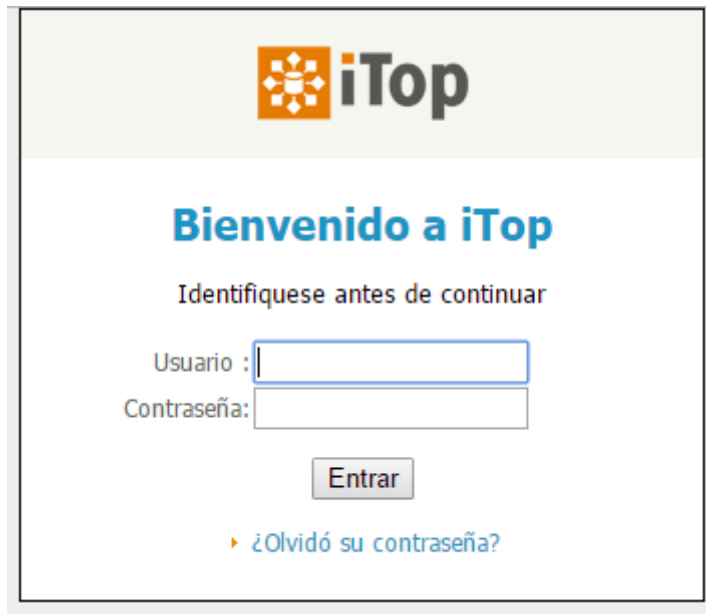 iTop
Bienvenido a iTop
Identifiquese antes de continuar
Usuario :
Contraseña:
Entrar
¿Olvidó su contraseña?